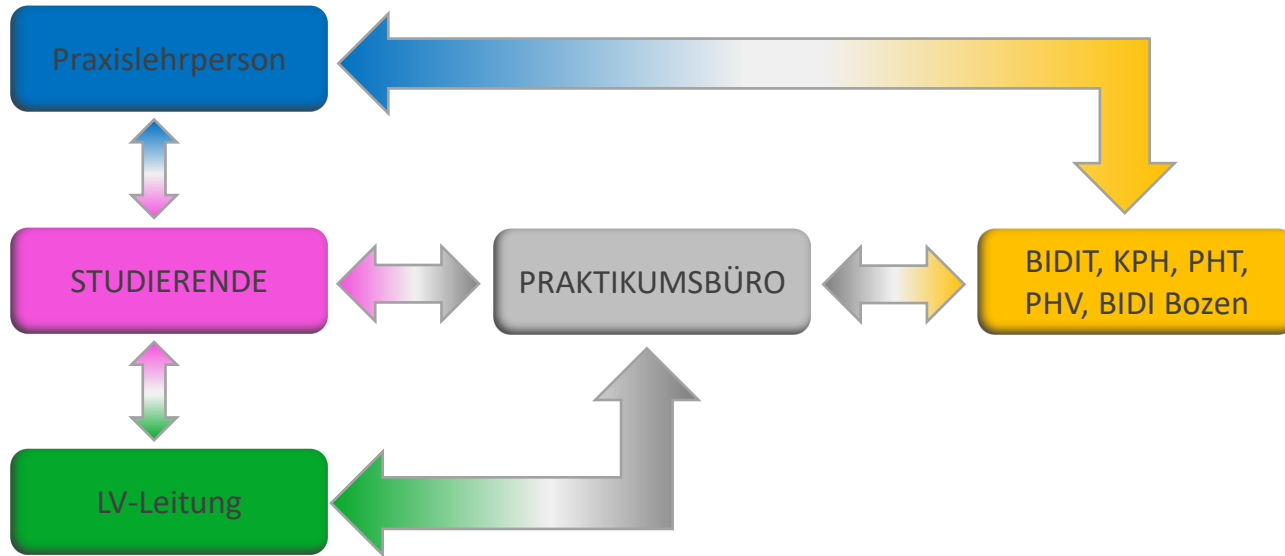 Praxislehrperson
STUDIERENDE
PRAKTIKUMSBÜRO
BIDIT, KPH, PHT,
PHV, BIDI Bozen
LV-Leitung